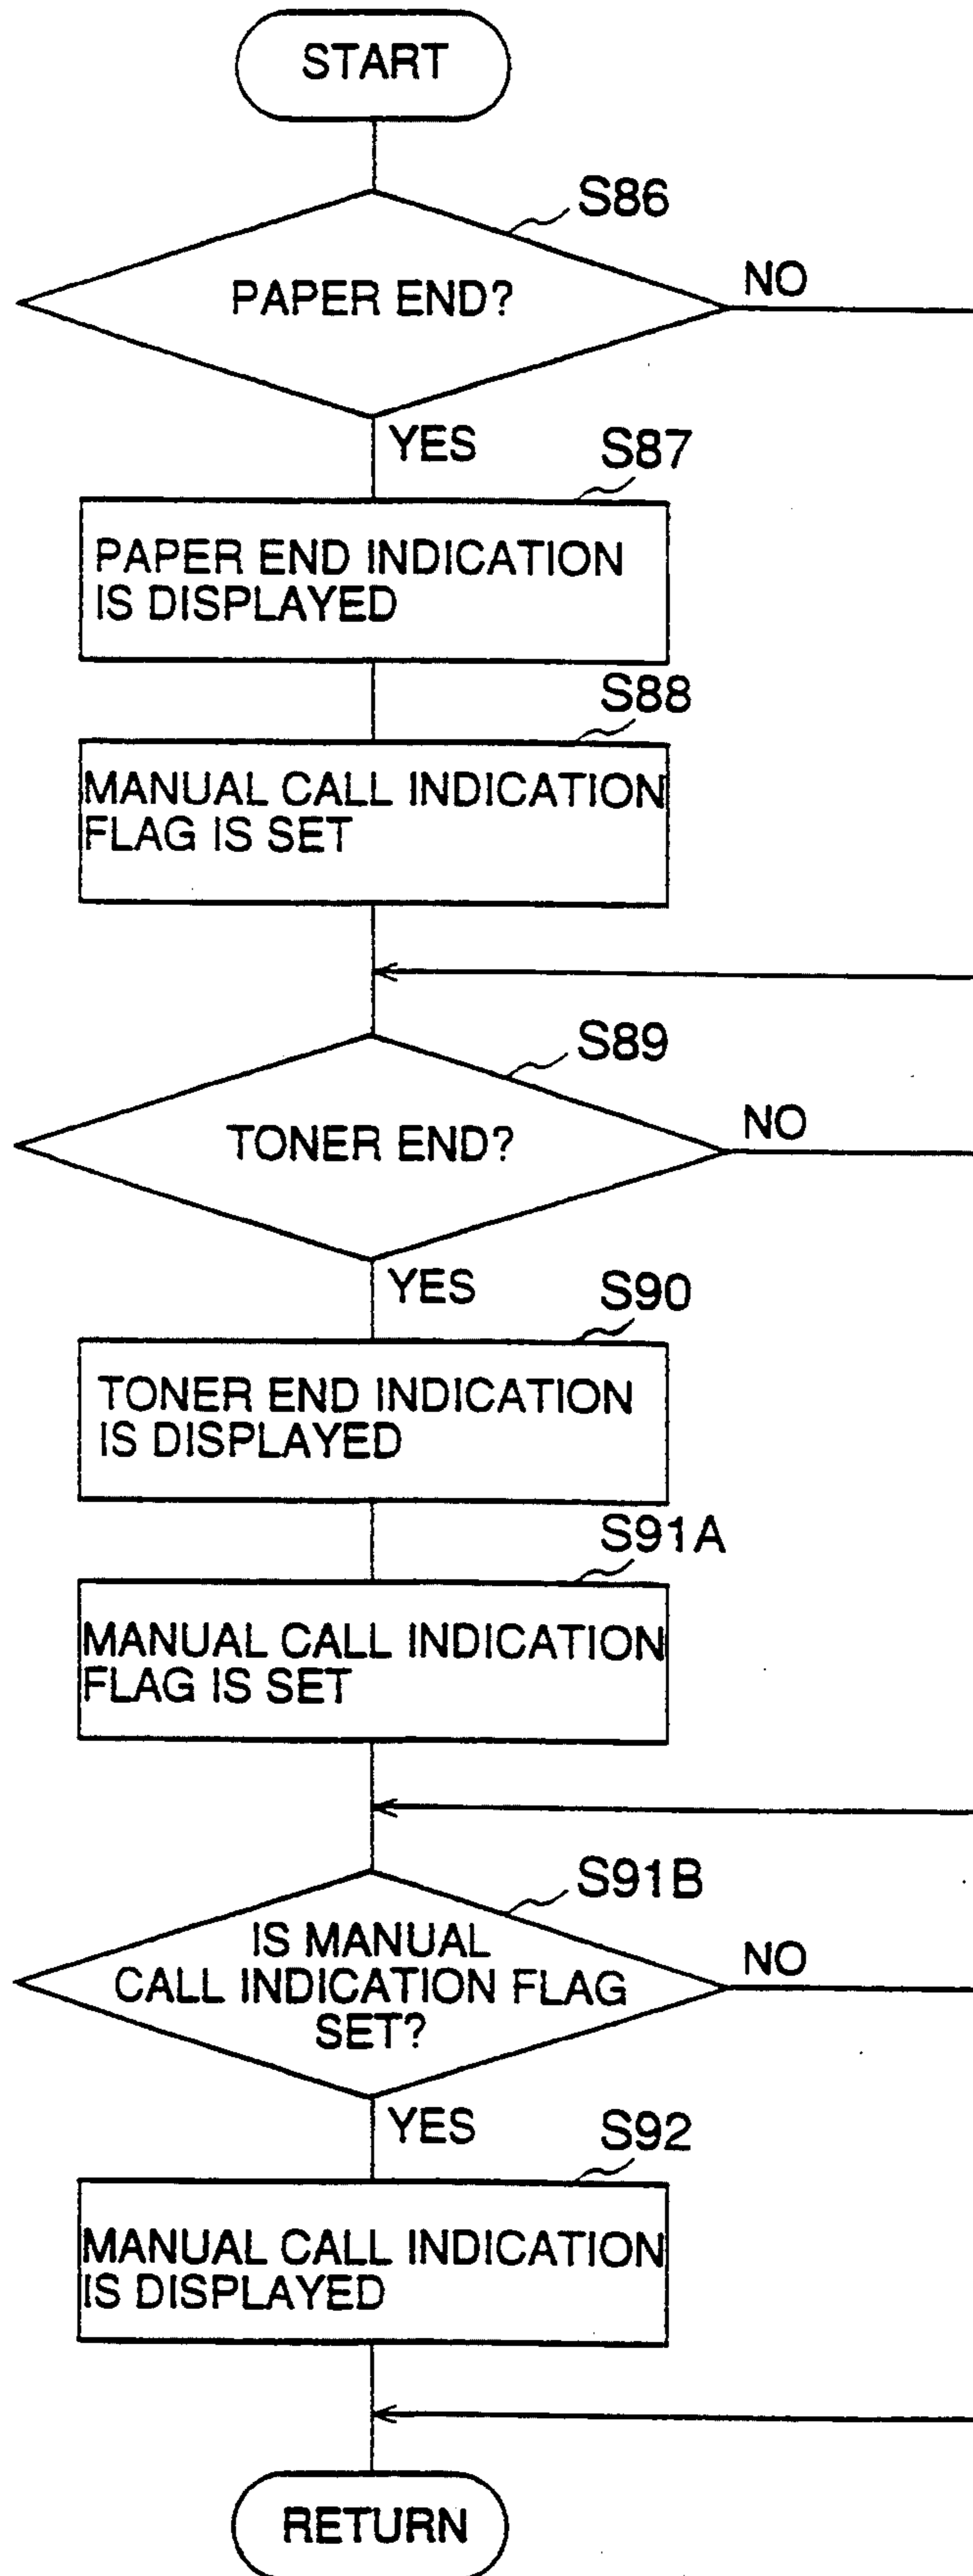 START
S86
PAPER END?
NO
YES
S87
PAPER END INDICATION
IS DISPLAYED
S88
MANUAL CALL INDICATION
FLAG IS SET
S89
TONER END?
NO
YES
S90
TONER END INDICATION
IS DISPLAYED
S91A
MANUAL CALL INDICATION
FLAG IS SET
S91B
IS MANUAL
CALL INDICATION FLAG
SET?
NO
YES
S92
MANUAL CALL INDICATION
IS DISPLAYED
RETURN